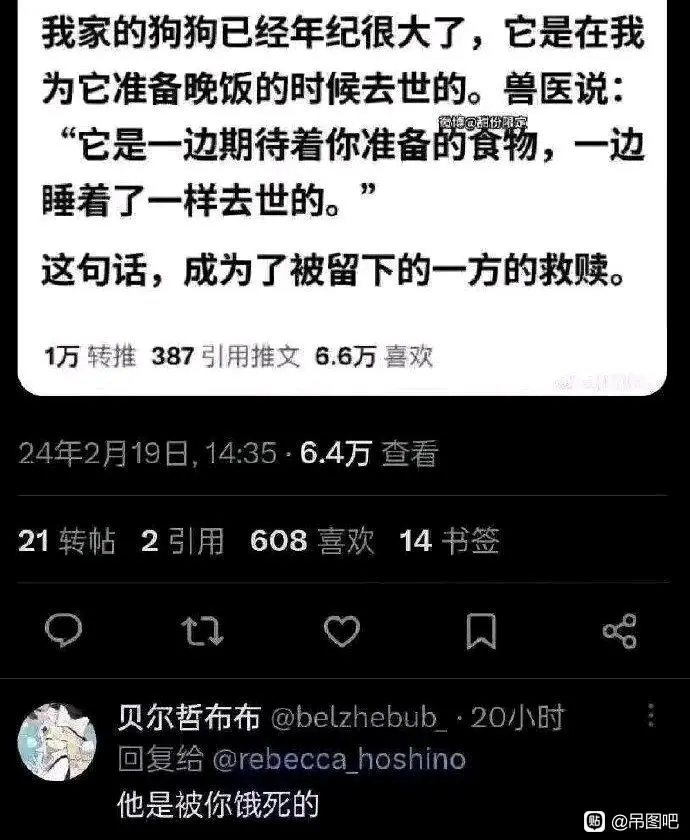 我家的狗狗已经年纪很大了，它是在我
为它准备晚饭的时候去世的。兽医说：
微博@甜份限定
“它是一边期待着你准备的食物，一边
睡着了一样去世的。”
这句话，成为了被留下的一方的救赎。
1万 转推 387 引用推文 6.6万 喜欢
24年2月19日, 14:35 · 6.4万 查看
21 转帖 2 引用 608 喜欢 14 书签
贝尔哲布布 @belzhebub_ · 20小时
回复给 @rebecca_hoshino
他是被你饿死的
贴 @吊图吧